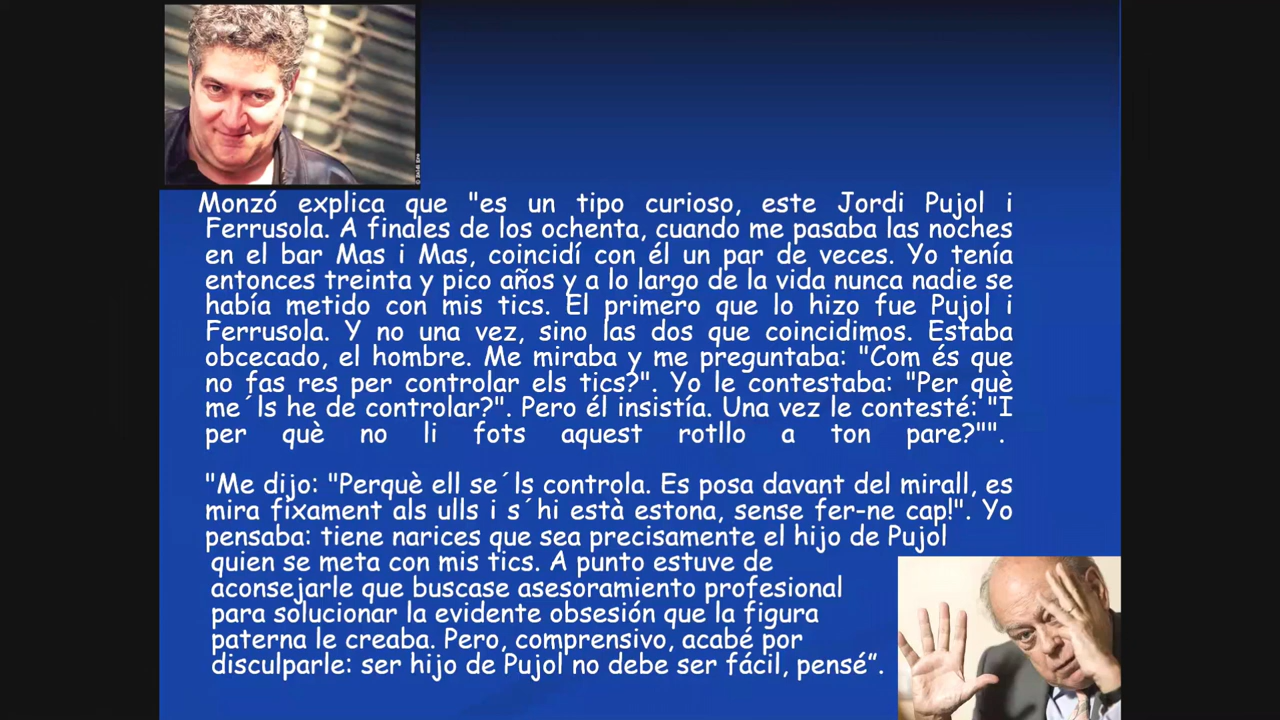 Monzó explica que "es un tipo curioso, este Jordi Pujol i
Ferrusola. A finales de los ochenta, cuando me pasaba las noches
en el bar Mas i Mas, coincidí con él un par de veces. Yo tenía
entonces treinta y pico años y a lo largo de la vida nunca nadie se
había metido con mis tics. El primero que lo hizo fue Pujol i
Ferrusola. Y no una vez, sino las dos que coincidimos. Estaba
obcecado, el hombre. Me miraba y me preguntaba: "Com és que
no fas res per controlar els tics?". Yo le contestaba: "Per què
me´ls he de controlar?". Pero él insistía. Una vez le contesté: "I
per què no li fots aquest rotllo a ton pare?"".
"Me dijo: "Perquè ell se´ls controla. Es posa davant del mirall, es
mira fixament als ulls i s´hi està estona, sense fer-ne cap!". Yo
pensaba: tiene narices que sea precisamente el hijo de Pujol
quien se meta con mis tics. A punto estuve de
aconsejarle que buscase asesoramiento profesional
para solucionar la evidente obsesión que la figura
paterna le creaba. Pero, comprensivo, acabé por
disculparle: ser hijo de Pujol no debe ser fácil, pensé”.